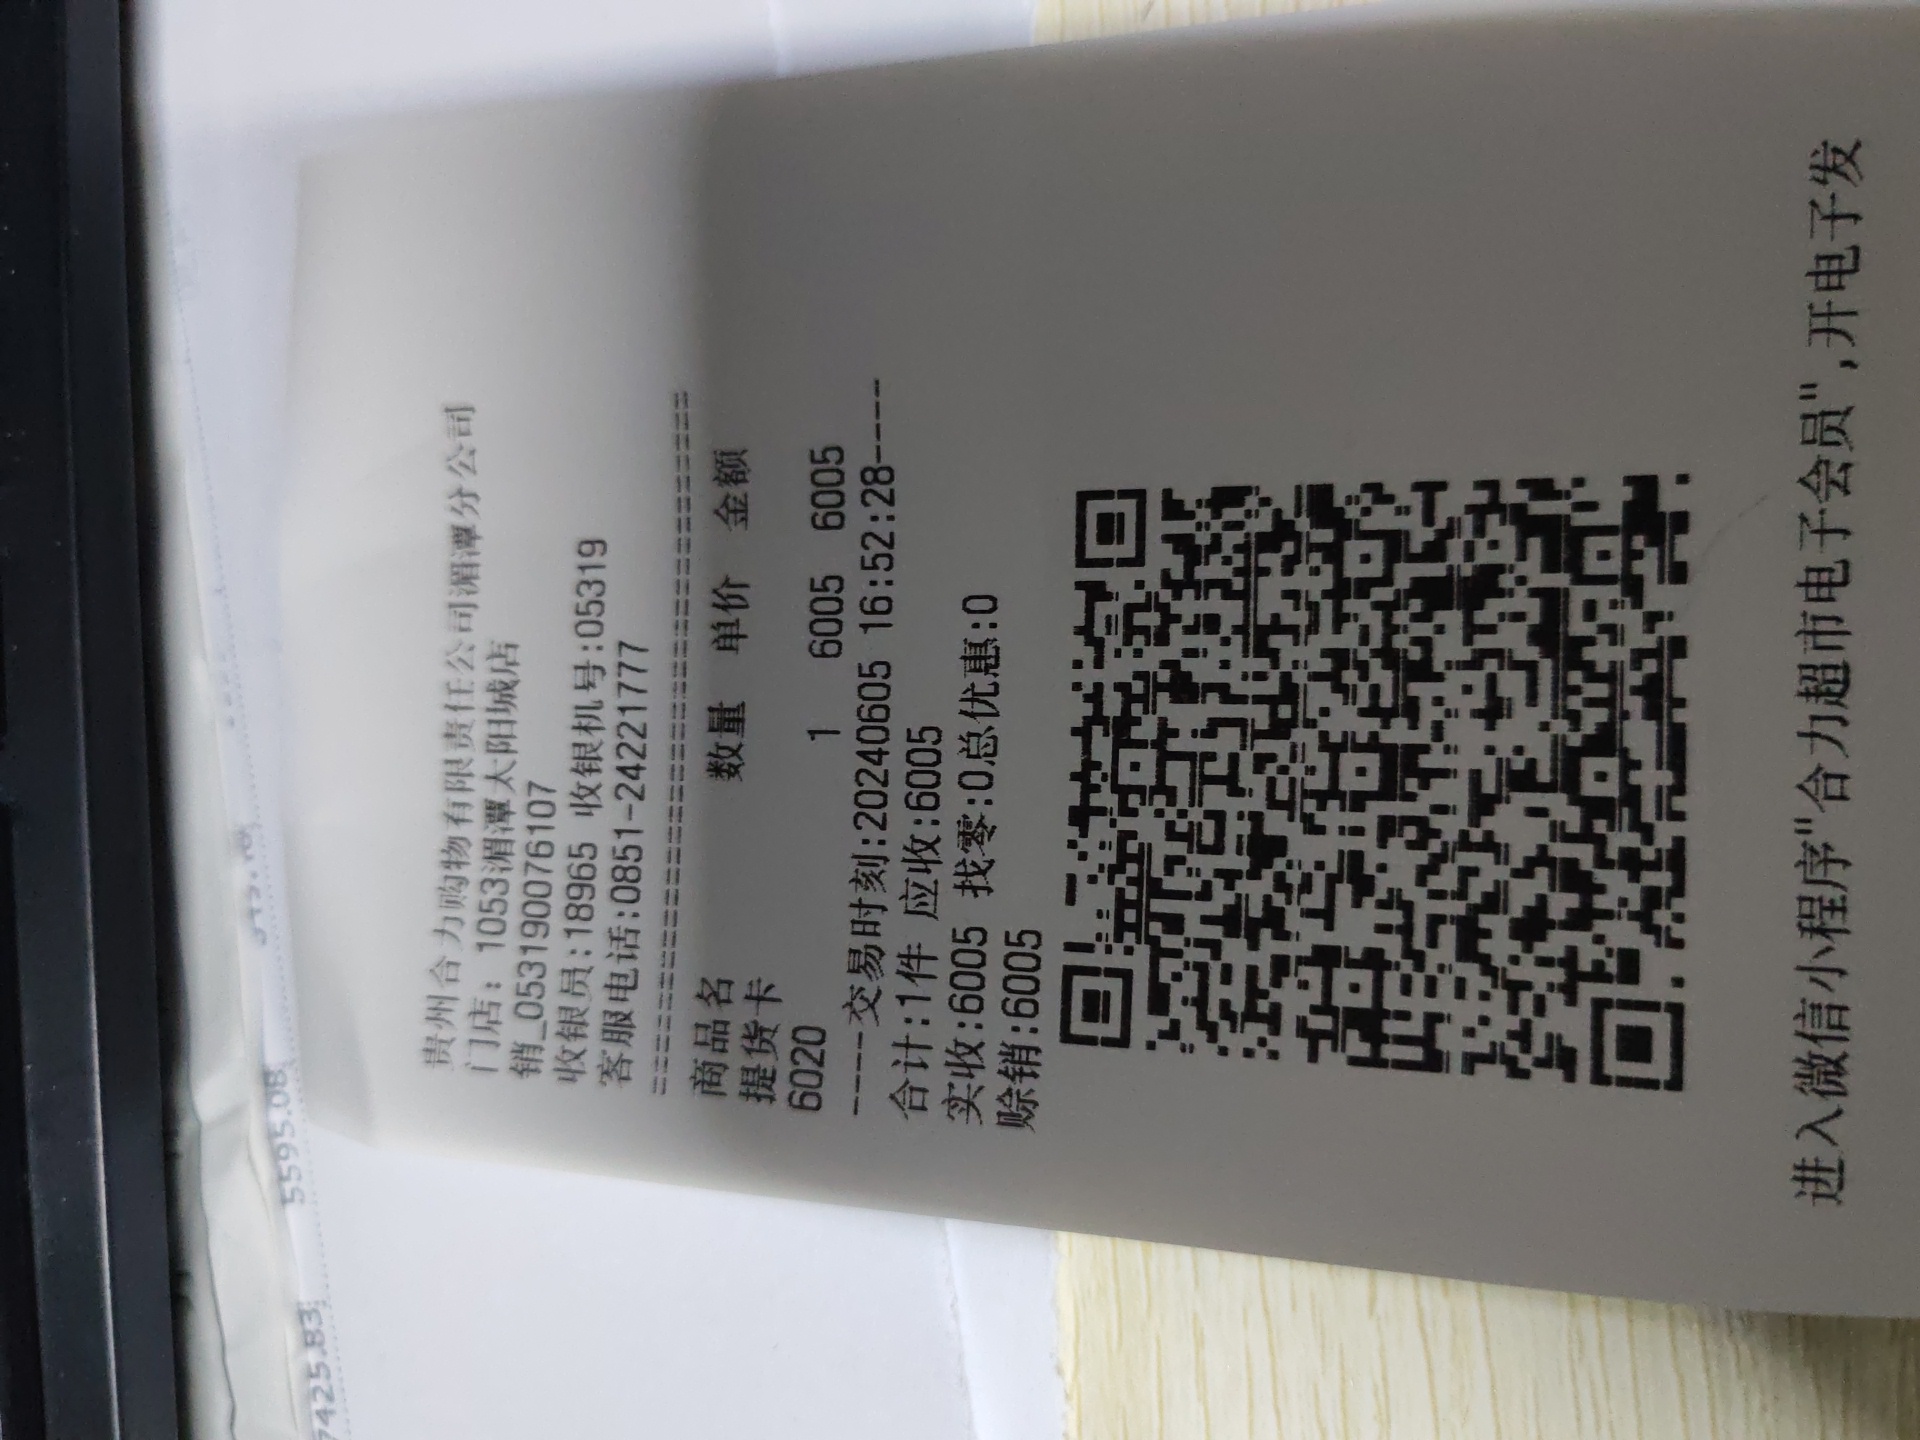 贵州合力购物有限责任公司湄潭分公司
门店: 1053湄潭太阳城店
销_053190076107
收银员:18965 收银机号:05319
客服电话:0851-24221777
================================
商品名 数量 单价 金额
提货卡
6020 1 6005 6005
----交易时刻:20240605 16:52:28----
合计:1件 应收:6005
实收:6005 找零:0总优惠:0
赊销:6005
进入微信小程序"合力超市电子会员",开电子发
5595.08
7425.83